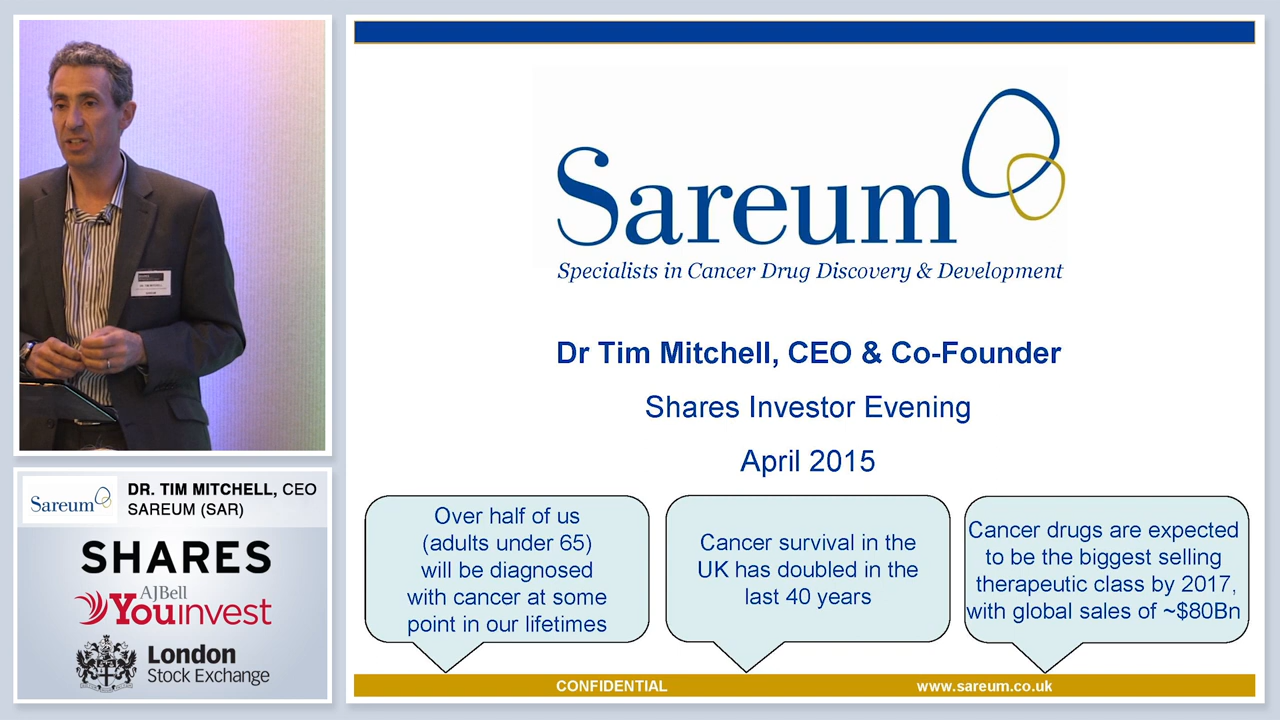 Sareum
Specialists in Cancer Drug Discovery & Development
Dr Tim Mitchell, CEO & Co-Founder
Shares Investor Evening
April 2015
Over half of us
(adults under 65)
will be diagnosed
with cancer at some
point in our lifetimes
Cancer survival in the
UK has doubled in the
last 40 years
Cancer drugs are expected
to be the biggest selling
therapeutic class by 2017,
with global sales of ~$80Bn
CONFIDENTIAL
www.sareum.co.uk
Sareum
DR. TIM MITCHELL, CEO
SAREUM (SAR)
SHARES
AJBell
Youinvest
London
Stock Exchange